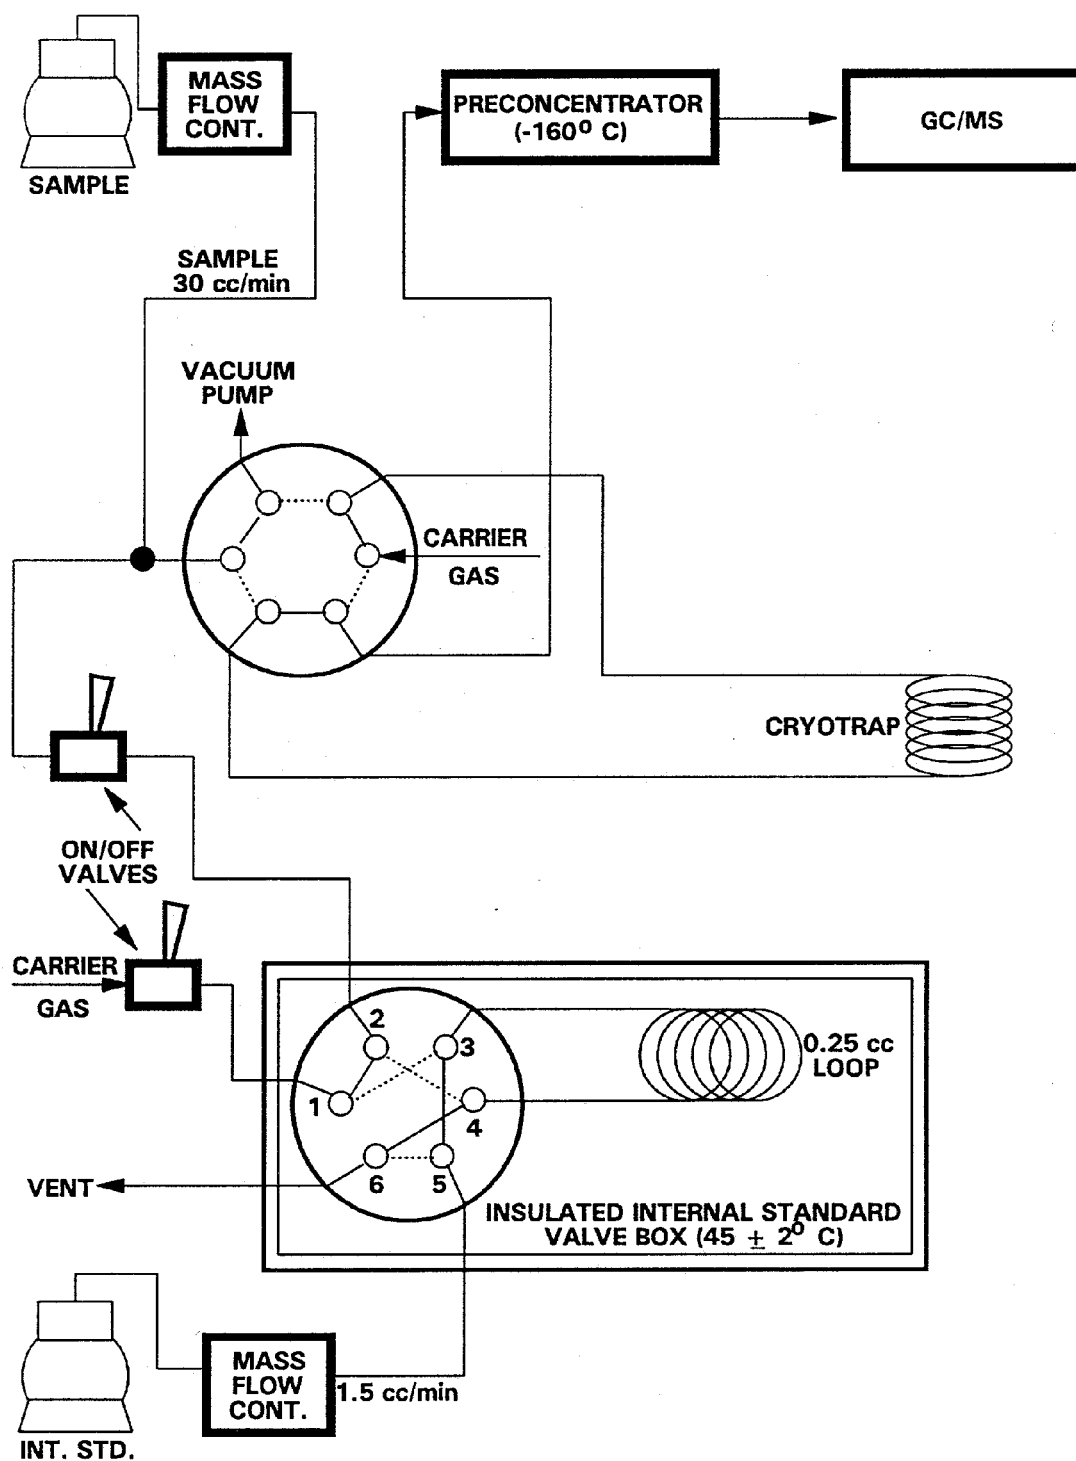 MASS
FLOW
CONT.
SAMPLE
PRECONCENTRATOR
(-160º C)
GC/MS
SAMPLE
30 cc/min
VACUUM
PUMP
CARRIER
GAS
CRYOTRAP
ON/OFF
VALVES
CARRIER
GAS
2
3
1
4
6
5
0.25 cc
LOOP
VENT
INSULATED INTERNAL STANDARD
VALVE BOX (45 ± 2º C)
MASS
FLOW
CONT.
1.5 cc/min
INT. STD.